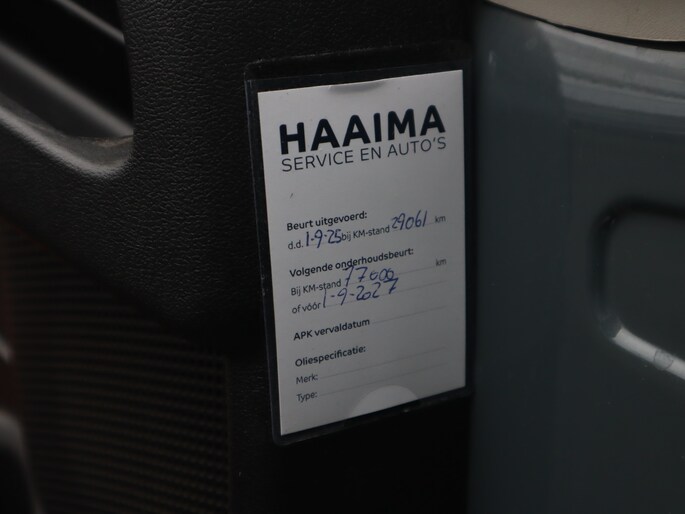 HAAIMA
SERVICE EN AUTO'S
Beurt uitgevoerd:
d.d. 1-9-25 bij KM-stand 29061 km
Volgende onderhoudsbeurt:
Bij KM-stand 77000 km
of vóór 1-9-2027
APK vervaldatum
Oliespecificatie:
Merk:
Type: